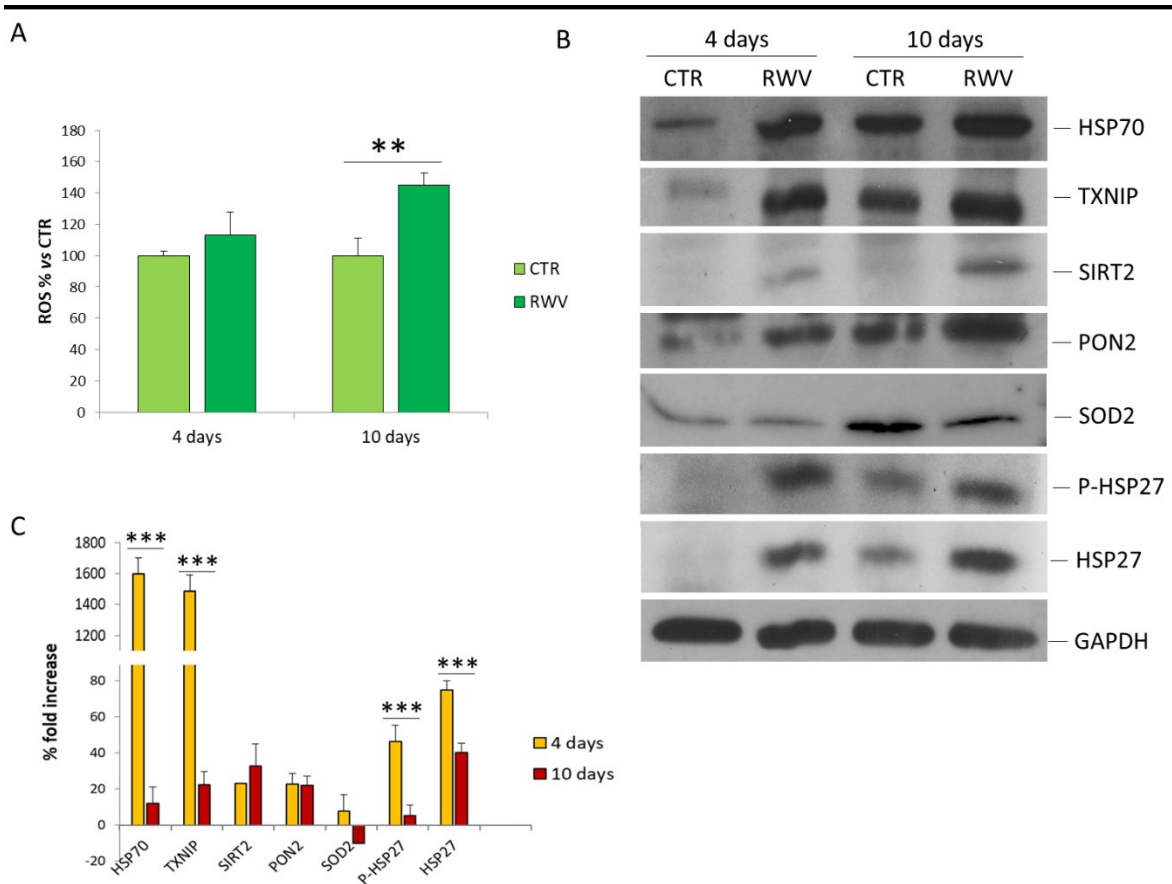 A
180
160
140
120
100
80
60
40
20
0
ROS % vs CTR
**
4 days
10 days
CTR
RWV
B
4 days 10 days
CTR RWV CTR RWV
HSP70
TXNIP
SIRT2
PON2
SOD2
P-HSP27
HSP27
GAPDH
C
1800
1600
1400
1200
1000
80
60
40
20
0
-20
% fold increase
***
***
***
***
4 days
10 days
HSP70
TXNIP
SIRT2
PON2
SOD2
P-HSP27
HSP27